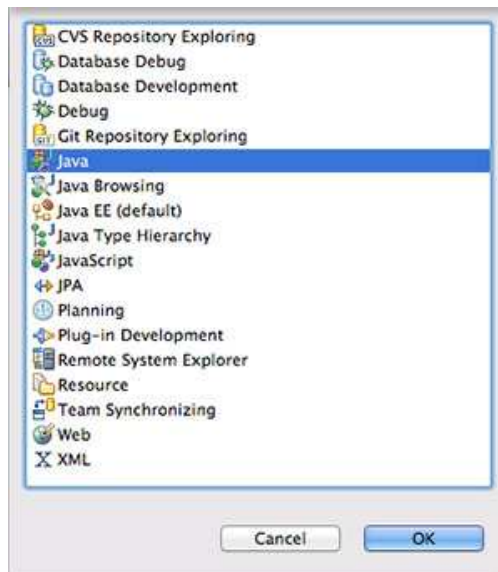 CVS Repository Exploring
Database Debug
Database Development
Debug
Git Repository Exploring
Java
Java Browsing
Java EE (default)
Java Type Hierarchy
JavaScript
JPA
Planning
Plug-in Development
Remote System Explorer
Resource
Team Synchronizing
Web
XML
Cancel
OK